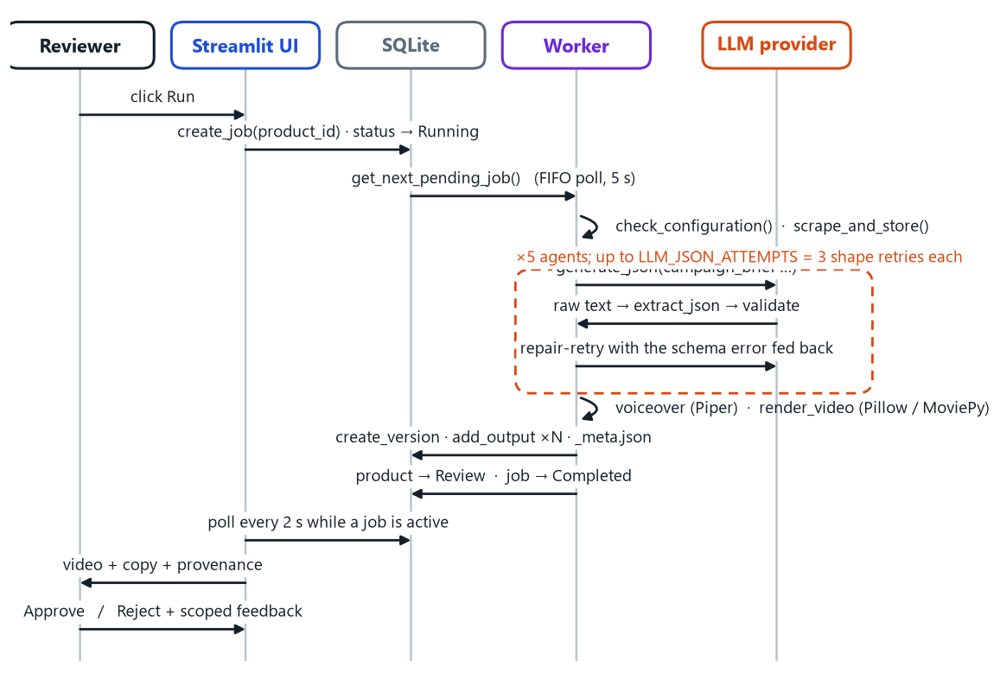 Reviewer
Streamlit UI
SQLite
Worker
LLM provider
click Run
create_job(product_id) · status → Running
get_next_pending_job() (FIFO poll, 5 s)
check_configuration() · scrape_and_store()
×5 agents; up to LLM_JSON_ATTEMPTS = 3 shape retries each
generate_json(campaign_brief ...)
raw text → extract_json → validate
repair-retry with the schema error fed back
voiceover (Piper) · render_video (Pillow / MoviePy)
create_version · add_output ×N · _meta.json
product → Review · job → Completed
poll every 2 s while a job is active
video + copy + provenance
Approve / Reject + scoped feedback